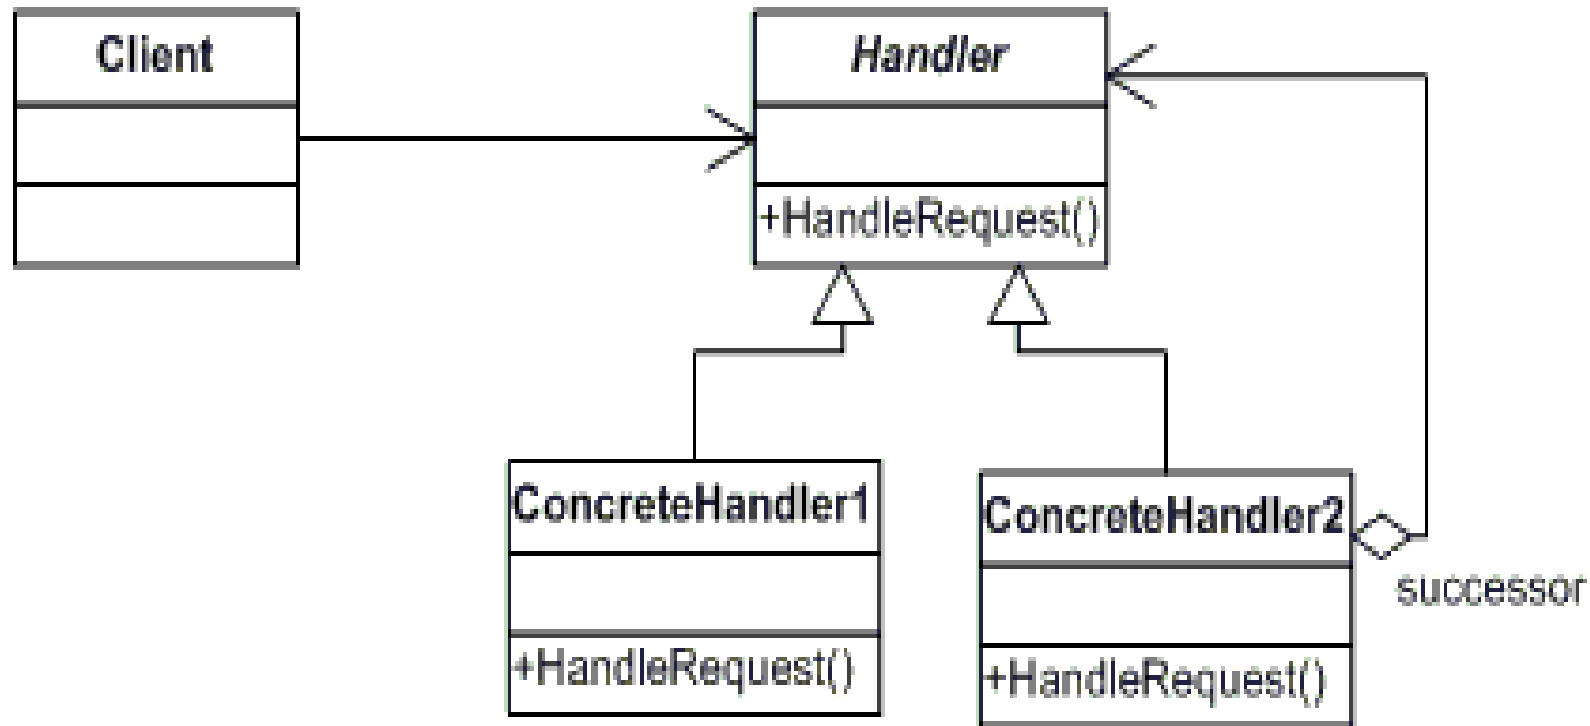 Client
Handler
+HandleRequest()
ConcreteHandler1
+HandleRequest()
ConcreteHandler2
successor
+HandleRequest()